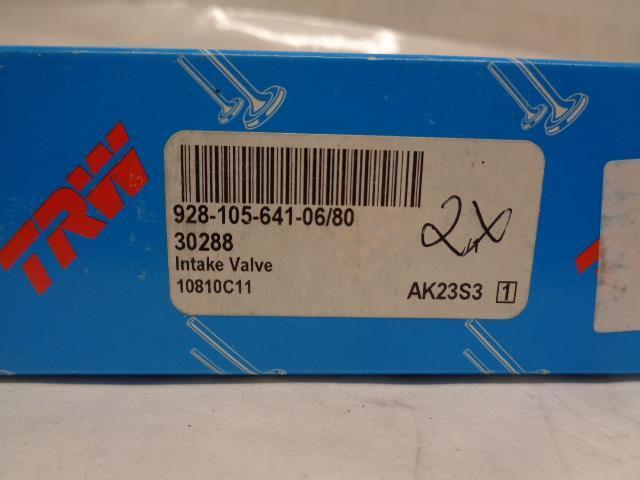 TRW
928-105-641-06/80
30288
Intake Valve
10810C11
2x
AK23S3 1